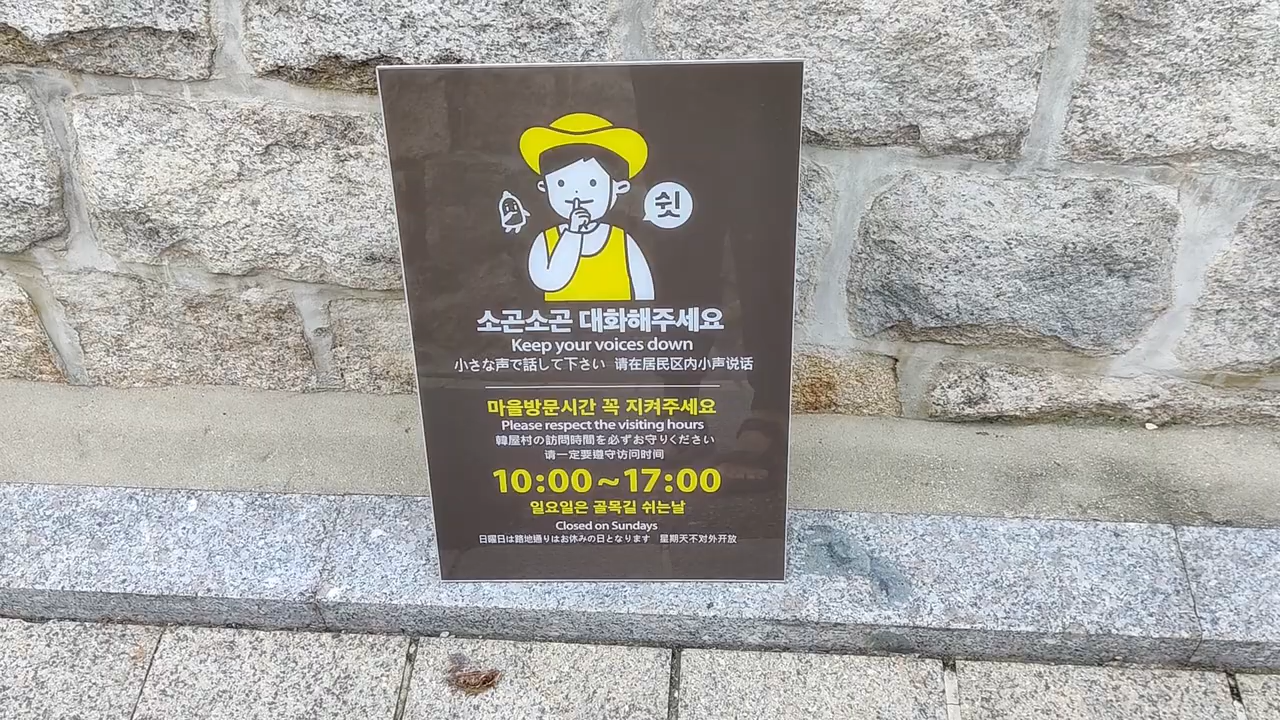 쉿
소곤소곤 대화해주세요
Keep your voices down
小さな声で話して下さい 请在居民区内小声说话
마을방문시간 꼭 지켜주세요
Please respect the visiting hours
韓屋村の訪問時間を必ずお守りください
请一定要遵守访问时间
10:00~17:00
일요일은 골목길 쉬는날
Closed on Sundays
日曜日は路地通りはお休みの日となります 星期天不对外开放